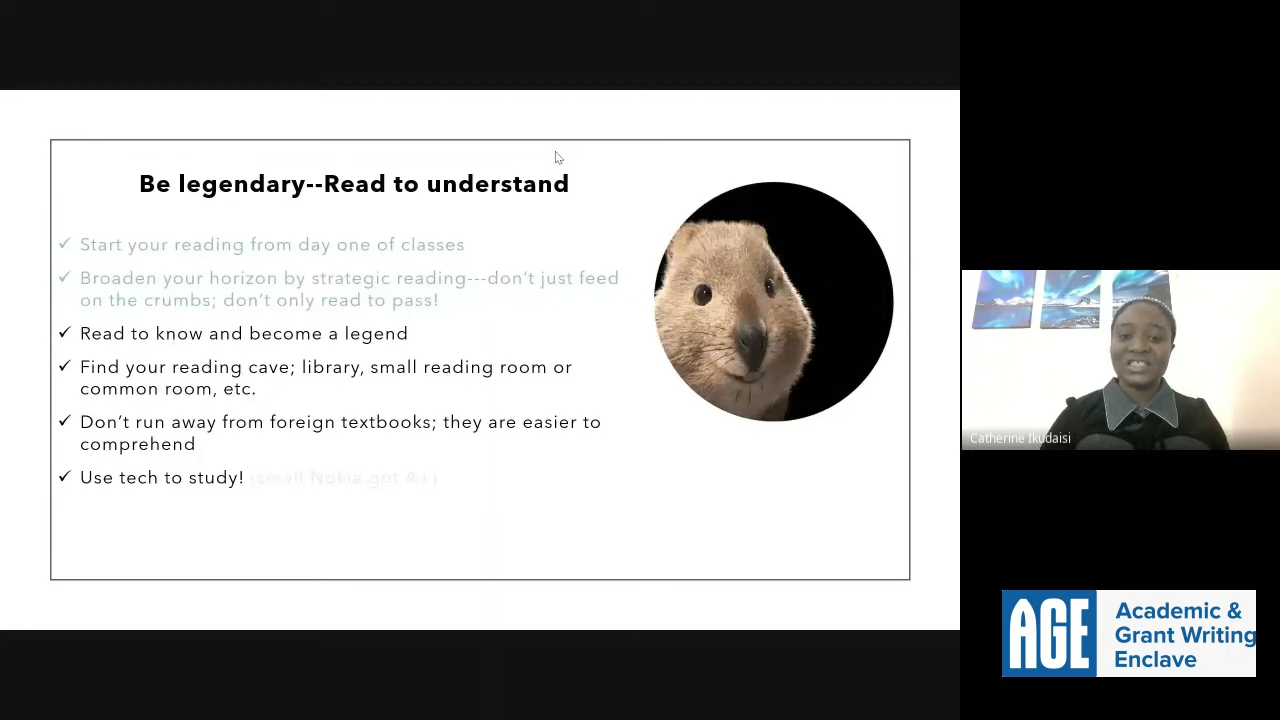 Be legendary--Read to understand
✓ Start your reading from day one of classes
✓ Broaden your horizon by strategic reading---don't just feed
on the crumbs; don't only read to pass!
✓ Read to know and become a legend
✓ Find your reading cave; library, small reading room or
common room, etc.
✓ Don't run away from foreign textbooks; they are easier to
comprehend
✓ Use tech to study! (small Nokia got A+)
Catherine Ikudaisi
AGE
Academic &
Grant Writing
Enclave